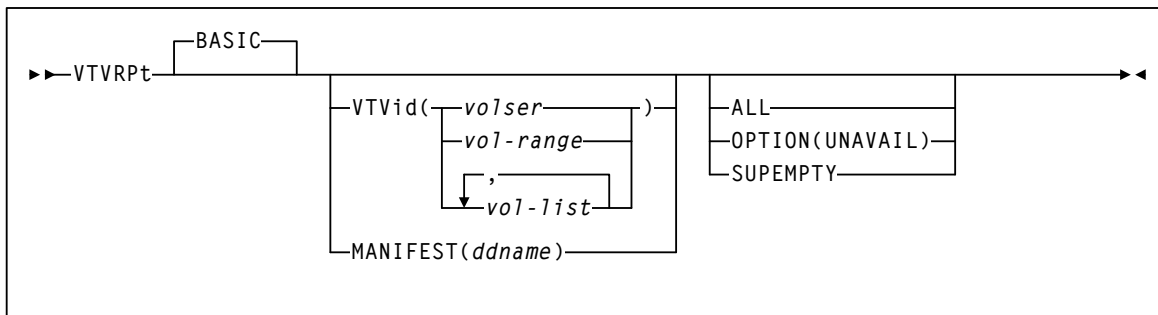 BASIC
VTVRPt
VTVid( volser )
vol-range
,
vol-list
MANIFEST(ddname)
ALL
OPTION(UNAVAIL)
SUPEMPTY